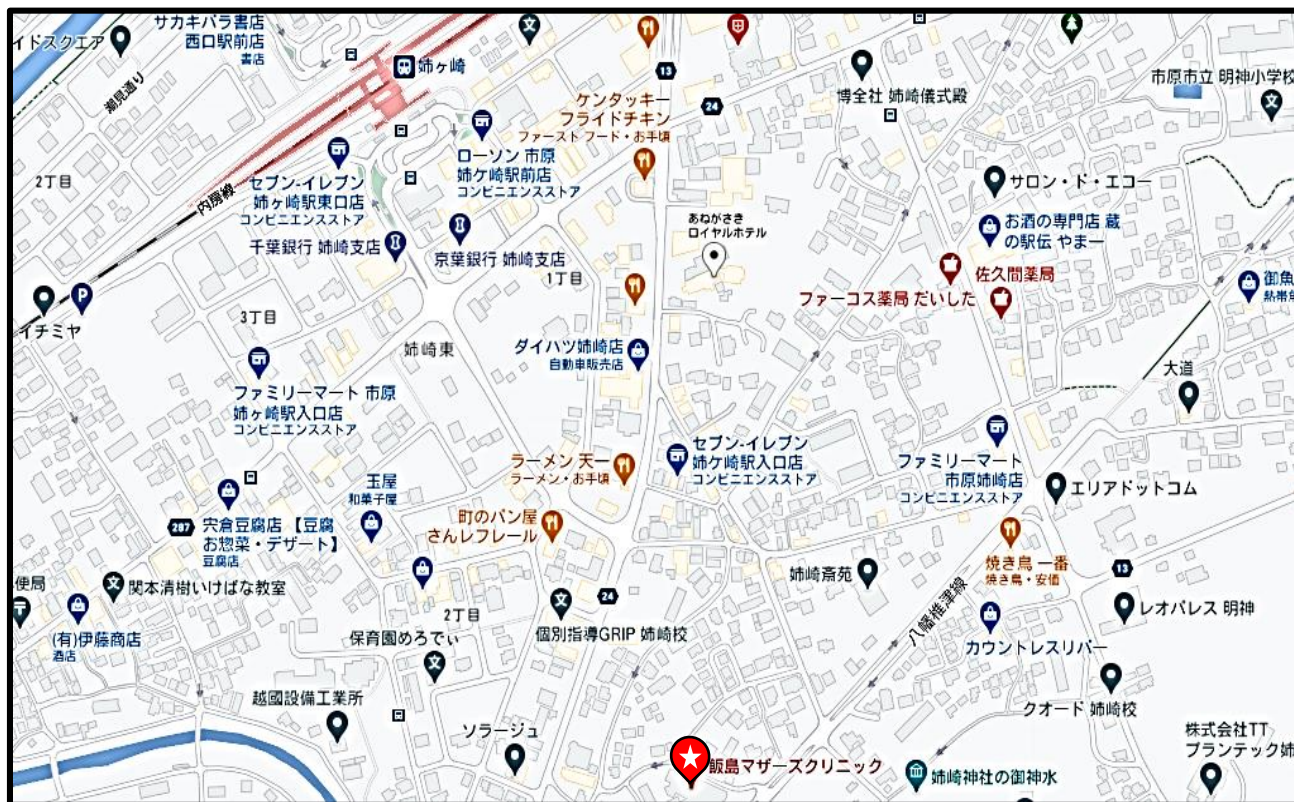 イドスクエア
サカキバラ書店
西口駅前店
書店
潮見通り
姉ヶ崎
13
24
ケンタッキー
フライドチキン
ファースト フード・お手頃
博全社 姉崎儀式殿
市原市立 明神小学校
2丁目
内房線
セブン-イレブン
姉ヶ崎駅東口店
コンビニエンスストア
ローソン 市原
姉ケ崎駅前店
コンビニエンスストア
サロン・ド・エコー
千葉銀行 姉崎支店
京葉銀行 姉崎支店
あねがさき
ロイヤルホテル
お酒の専門店 蔵
の駅伝 やまー
1丁目
佐久間薬局
ファーコス薬局 だいした
御魚
熱帯魚
イチミヤ
P
3丁目
姉崎東
ダイハツ姉崎店
自動車販売店
大道
ファミリーマート 市原
姉ヶ崎駅入口店
コンビニエンスストア
セブン-イレブン
姉ケ崎駅入口店
コンビニエンスストア
ファミリーマート
市原姉崎店
コンビニエンスストア
ラーメン 天一
ラーメン・お手頃
玉屋
和菓子屋
エリアドットコム
287
宍倉豆腐店 【豆腐
お惣菜・デザート】
豆腐店
町のパン屋
さんレフレール
焼き鳥 一番
焼き鳥・安価
便局
関本清樹いけばな教室
姉崎斎苑
八幡椎津線
13
24
2丁目
個別指導GRIP 姉崎校
レオパレス 明神
(有)伊藤商店
酒店
保育園めろでぃ
カウントレスリバー
越國設備工業所
クオード 姉崎校
ソラージュ
飯島マザーズクリニック
姉崎神社の御神水
株式会社TT
プランテック姉